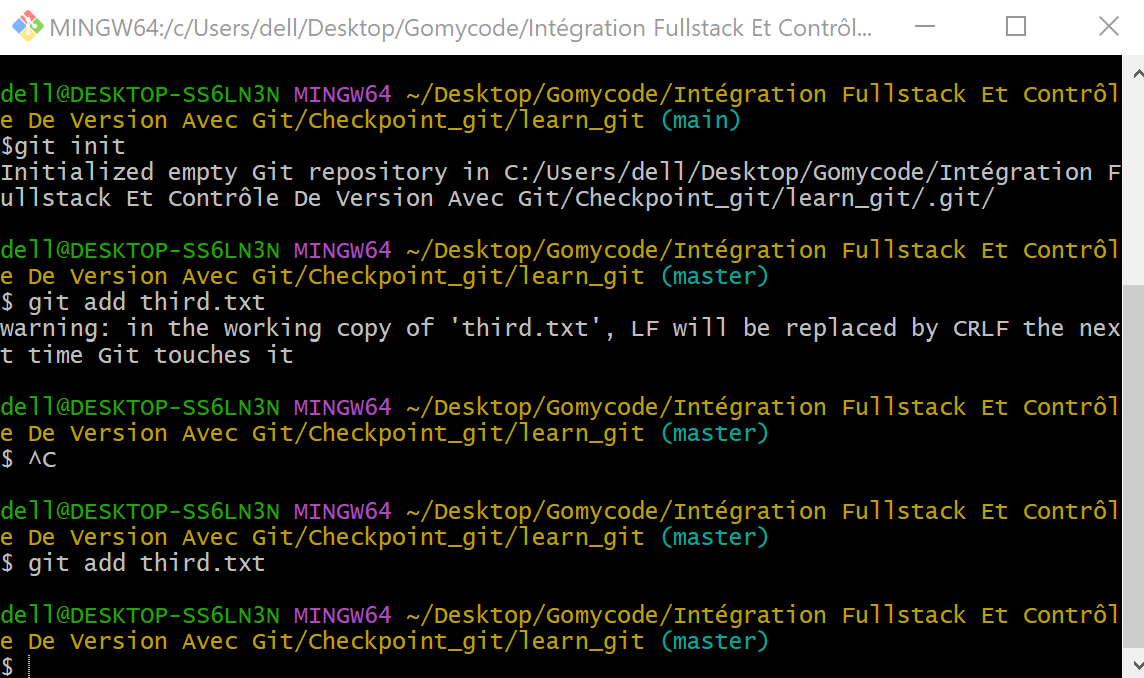 MINGW64:/c/Users/dell/Desktop/Gomycode/Intégration Fullstack Et Contrôl...
dell@DESKTOP-SS6LN3N MINGW64 ~/Desktop/Gomycode/Intégration Fullstack Et Contrôl
e De Version Avec Git/Checkpoint_git/learn_git (main)
$git init
Initialized empty Git repository in C:/Users/dell/Desktop/Gomycode/Intégration F
ullstack Et Contrôle De Version Avec Git/Checkpoint_git/learn_git/.git/
dell@DESKTOP-SS6LN3N MINGW64 ~/Desktop/Gomycode/Intégration Fullstack Et Contrôl
e De Version Avec Git/Checkpoint_git/learn_git (master)
$ git add third.txt
warning: in the working copy of 'third.txt', LF will be replaced by CRLF the nex
t time Git touches it
dell@DESKTOP-SS6LN3N MINGW64 ~/Desktop/Gomycode/Intégration Fullstack Et Contrôl
e De Version Avec Git/Checkpoint_git/learn_git (master)
$ ^C
dell@DESKTOP-SS6LN3N MINGW64 ~/Desktop/Gomycode/Intégration Fullstack Et Contrôl
e De Version Avec Git/Checkpoint_git/learn_git (master)
$ git add third.txt
dell@DESKTOP-SS6LN3N MINGW64 ~/Desktop/Gomycode/Intégration Fullstack Et Contrôl
e De Version Avec Git/Checkpoint_git/learn_git (master)
$